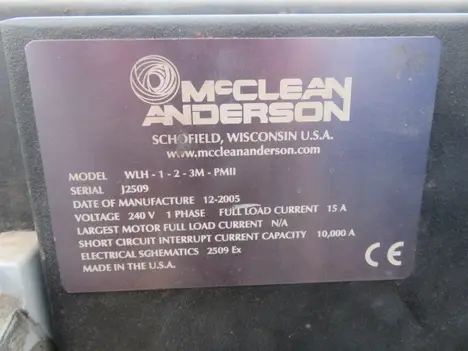 McCLEAN
ANDERSON
SCHOFIELD, WISCONSIN U.S.A.
www.mccleananderson.com
MODEL WLH - 1 - 2 - 3M - PMII
SERIAL J2509
DATE OF MANUFACTURE 12-2005
VOLTAGE 240 V 1 PHASE FULL LOAD CURRENT 15 A
LARGEST MOTOR FULL LOAD CURRENT N/A
SHORT CIRCUIT INTERRUPT CURRENT CAPACITY 10,000 A
ELECTRICAL SGHEMATICS 2509 Ex
MADE IN THE U.S.A.
CE